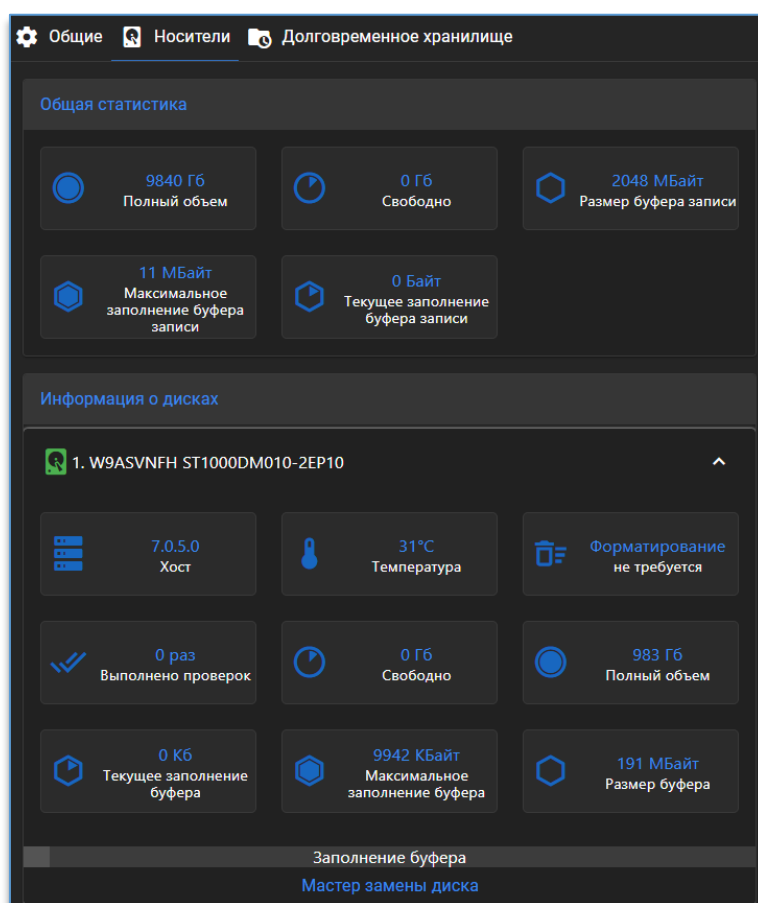 Общие Носители Долговременное хранилище
Общая статистика
9840 Гб
Полный объем
0 Гб
Свободно
2048 МБайт
Размер буфера записи
11 МБайт
Максимальное
заполнение буфера
записи
0 Байт
Текущее заполнение
буфера записи
Информация о дисках
1. W9ASVNFH ST1000DM010-2EP10
7.0.5.0
Хост
31°C
Температура
Форматирование
не требуется
0 раз
Выполнено проверок
0 Гб
Свободно
983 Гб
Полный объем
0 Кб
Текущее заполнение
буфера
9942 КБайт
Максимальное
заполнение буфера
191 МБайт
Размер буфера
Заполнение буфера
Мастер замены диска